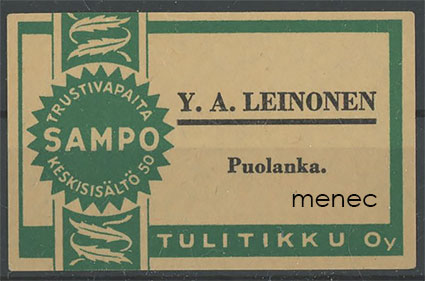 TRUSTIVAPAITA
SAMPO
KESKISISÄLTÖ 50
Y. A. LEINONEN
Puolanka.
menec
TULITIKKU Oy